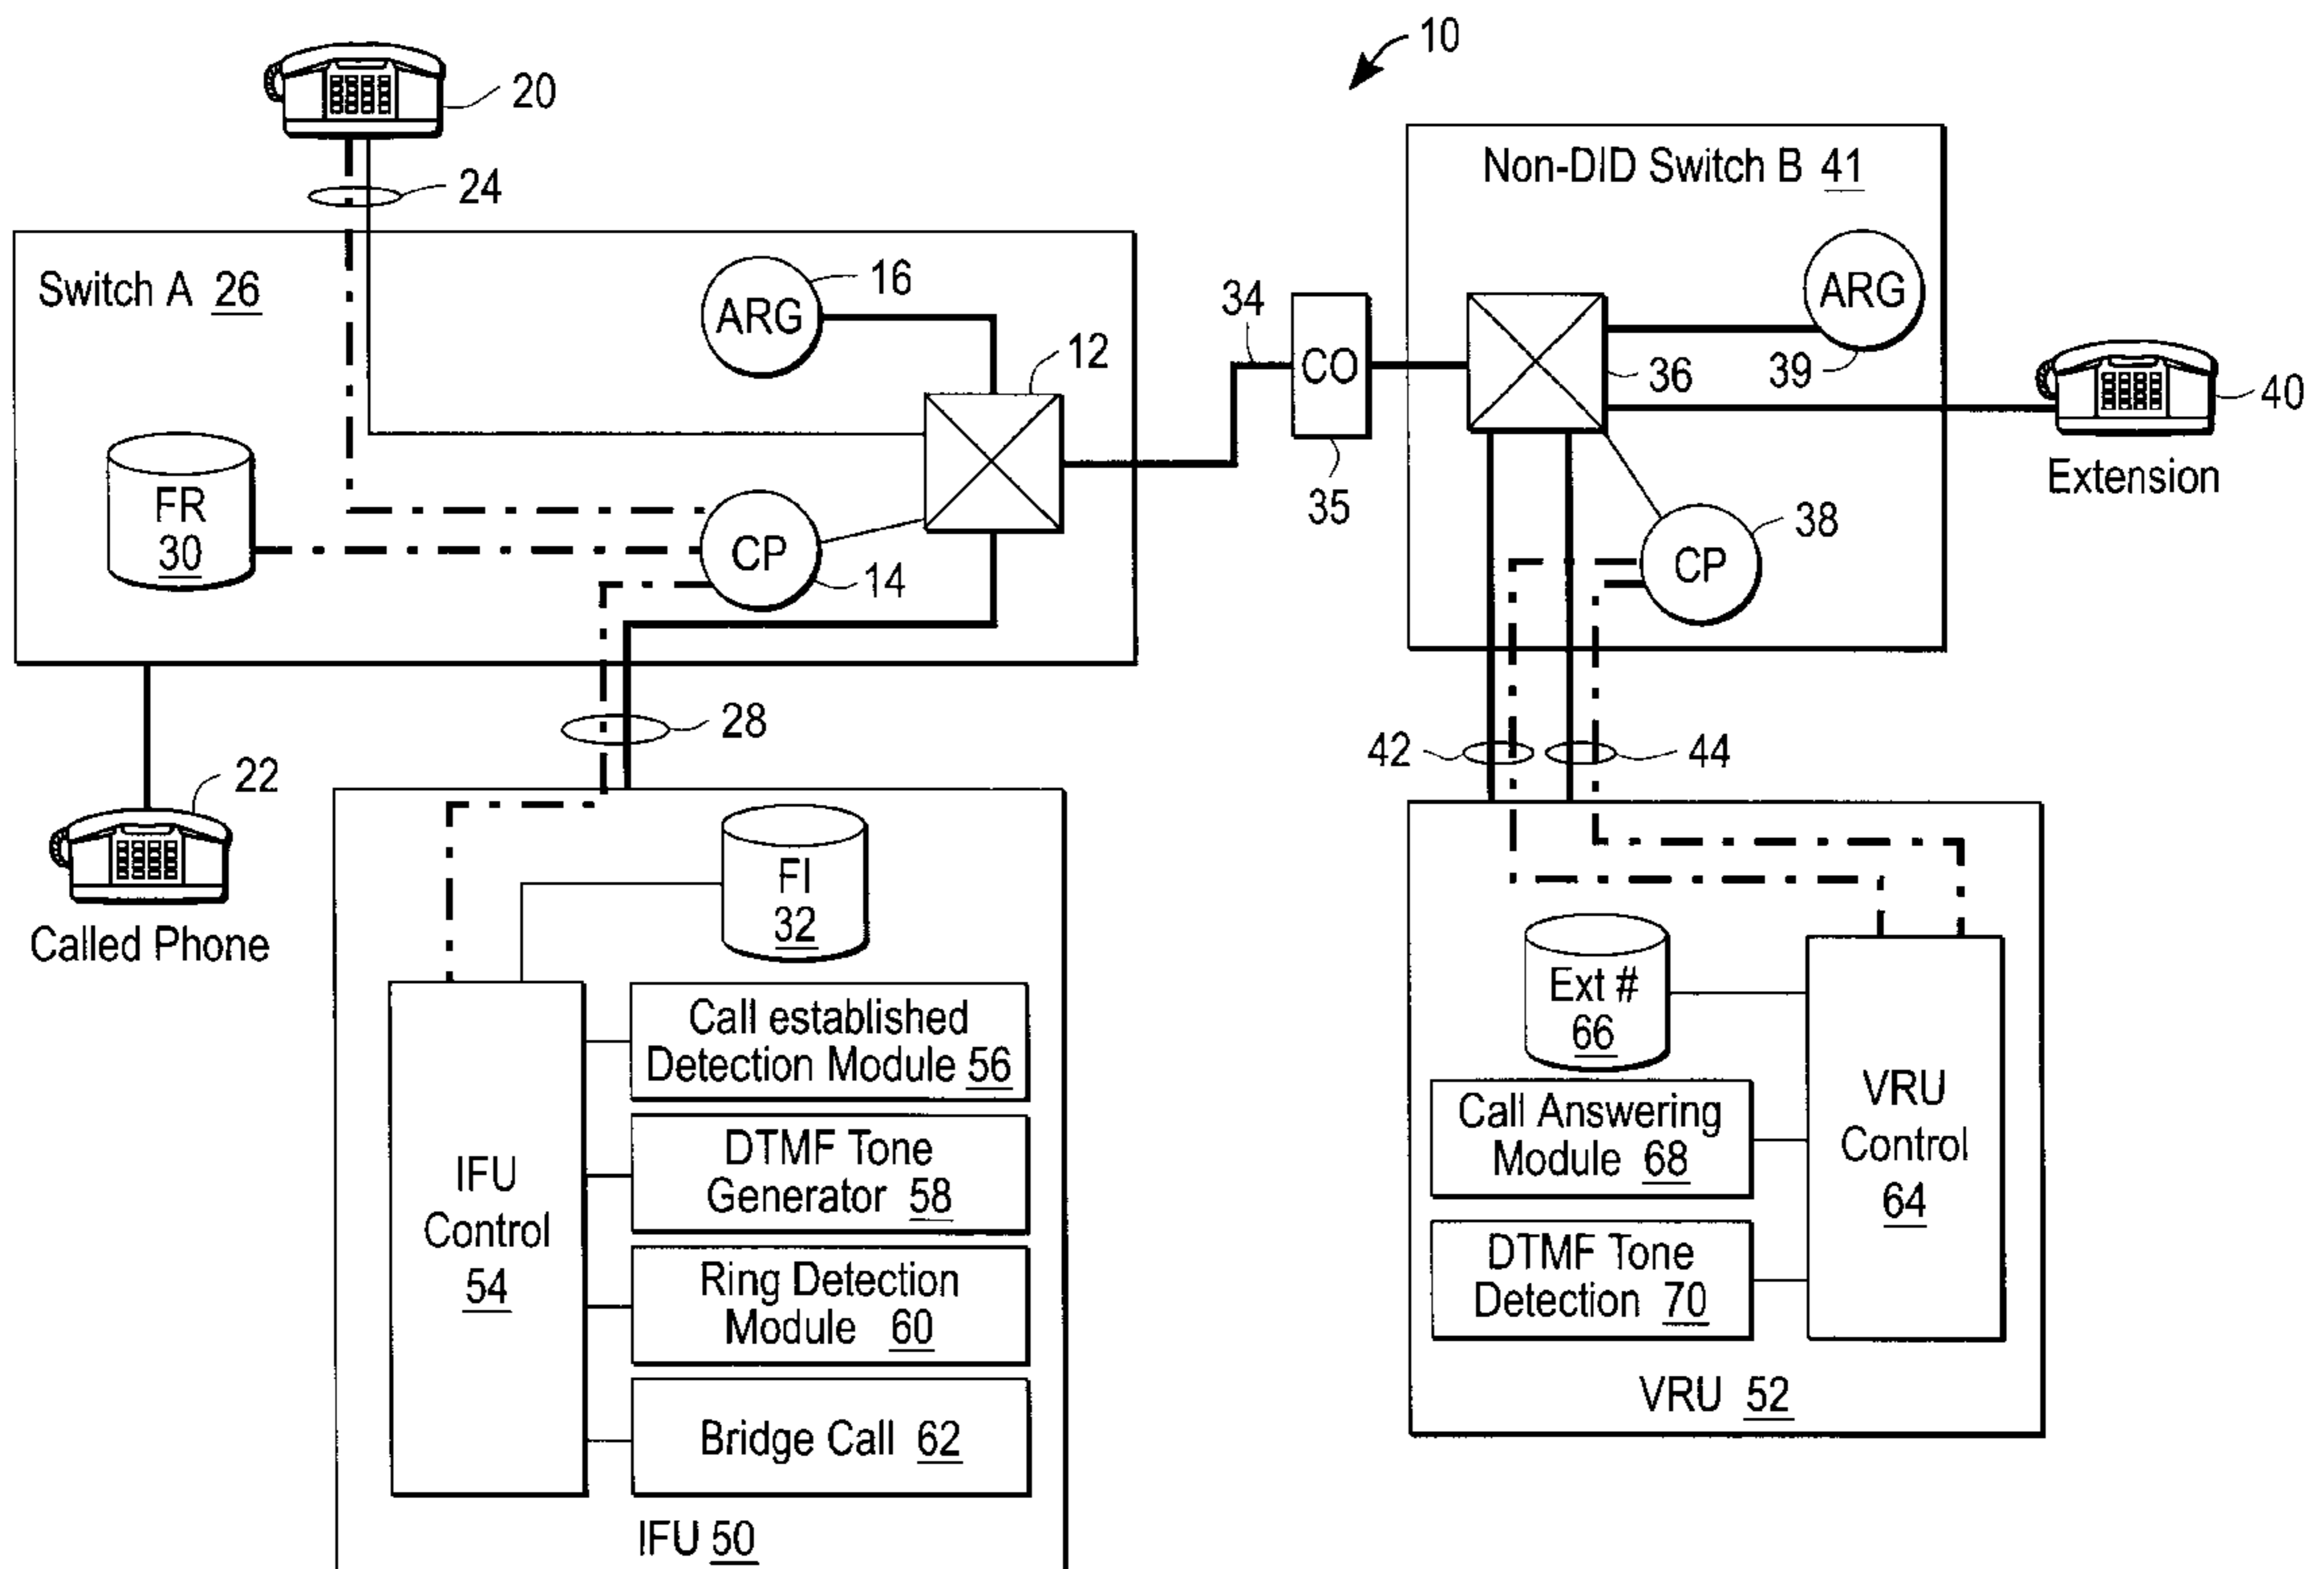 10
20
24
Switch A 26
ARG
16
12
FR
30
CP
14
34
CO
35
Non-DID Switch B 41
ARG
39
36
40
Extension
CP
38
28
22
Called Phone
42
44
FI
32
IFU
Control
54
Call established
Detection Module 56
DTMF Tone
Generator 58
Ring Detection
Module 60
Bridge Call 62
IFU 50
Ext #
66
Call Answering
Module 68
DTMF Tone
Detection 70
VRU
Control
64
VRU 52